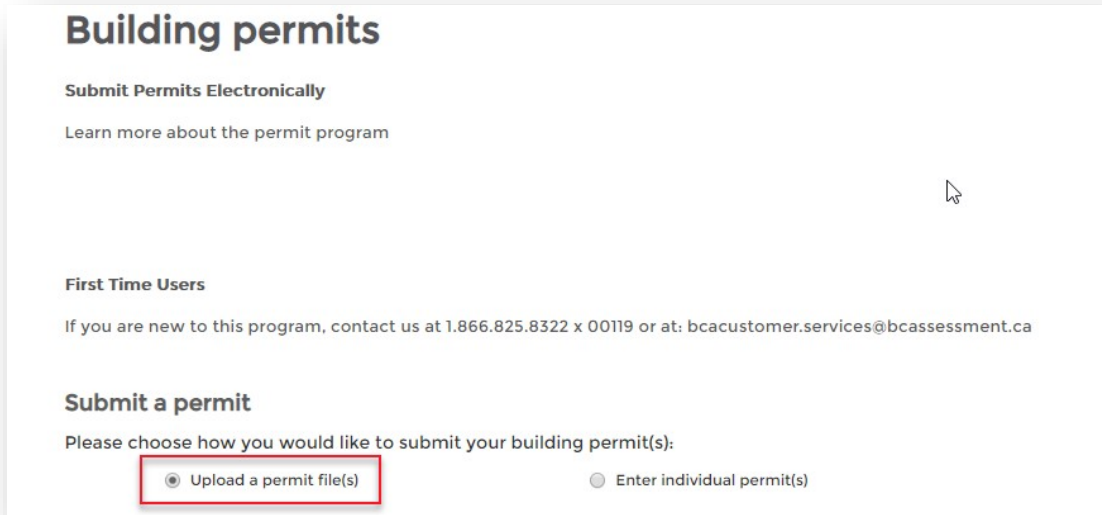 Building permits
Submit Permits Electronically
Learn more about the permit program
First Time Users
If you are new to this program, contact us at 1.866.825.8322 x 00119 or at: bcacustomer.services@bcassessment.ca
Submit a permit
Please choose how you would like to submit your building permit(s):
Upload a permit file(s) Enter individual permit(s)